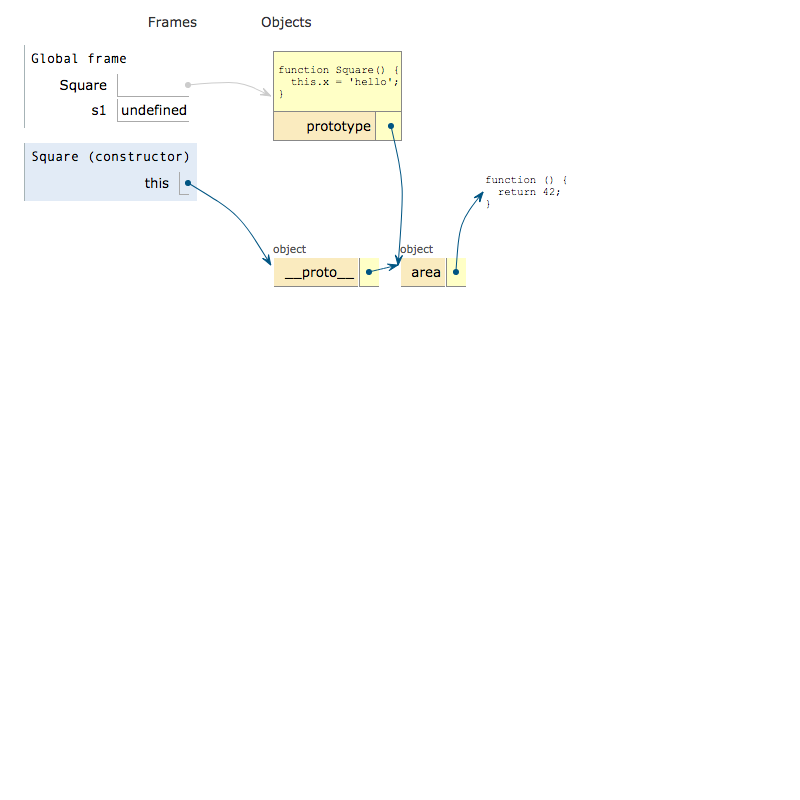 Frames
Objects
Global frame
Square
s1 undefined
function Square() {
this.x = 'hello';
}
prototype
Square (constructor)
this
function () {
return 42;
}
object
__proto__
object
area